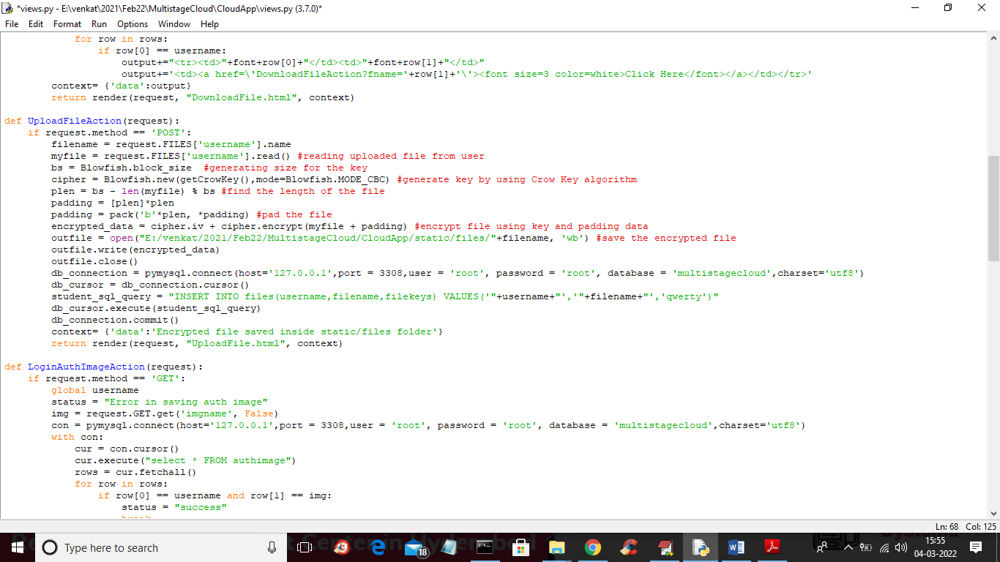 *views.py - E:\venkat\2021\Feb22\MultistageCloud\CloudApp\views.py (3.7.0)*
File Edit Format Run Options Window Help
            for row in rows:
                if row[0] == username:
                    output+="<tr><td>"+font+row[0]+"</td><td>"+font+row[1]+"</td>"
                    output+='<td><a href=\'DownloadFileAction?fname='+row[1]+'\'><font size=3 color=white>Click Here</font></a></td></tr>'
        context= {'data':output}
        return render(request, "DownloadFile.html", context)
def UploadFileAction(request):
    if request.method == 'POST':
        filename = request.FILES['username'].name
        myfile = request.FILES['username'].read() #reading uploaded file from user
        bs = Blowfish.block_size  #generating size for the key
        cipher = Blowfish.new(getCrowKey(),mode=Blowfish.MODE_CBC) #generate key by using Crow Key algorithm
        plen = bs - len(myfile) % bs #find the length of the file
        padding = [plen]*plen
        padding = pack('b'*plen, *padding) #pad the file
        encrypted_data = cipher.iv + cipher.encrypt(myfile + padding) #encrypt file using key and padding data
        outfile = open("E:/venkat/2021/Feb22/MultistageCloud/CloudApp/static/files/"+filename, 'wb') #save the encrypted file
        outfile.write(encrypted_data)
        outfile.close()
        db_connection = pymysql.connect(host='127.0.0.1',port = 3308,user = 'root', password = 'root', database = 'multistagecloud',charset='utf8')
        db_cursor = db_connection.cursor()
        student_sql_query = "INSERT INTO files(username,filename,filekeys) VALUES('"+username+"','"+filename+"','qwerty')"
        db_cursor.execute(student_sql_query)
        db_connection.commit()
        context= {'data':'Encrypted file saved inside static/files folder'}
        return render(request, "UploadFile.html", context)
def LoginAuthImageAction(request):
    if request.method == 'GET':
        global username
        status = "Error in saving auth image"
        img = request.GET.get('imgname', False)
        con = pymysql.connect(host='127.0.0.1',port = 3308,user = 'root', password = 'root', database = 'multistagecloud',charset='utf8')
        with con:
            cur = con.cursor()
            cur.execute("select * FROM authimage")
            rows = cur.fetchall()
            for row in rows:
                if row[0] == username and row[1] == img:
                    status = "success"
                    break
Ln: 68 Col: 125
Type here to search
18
15:55
04-03-2022